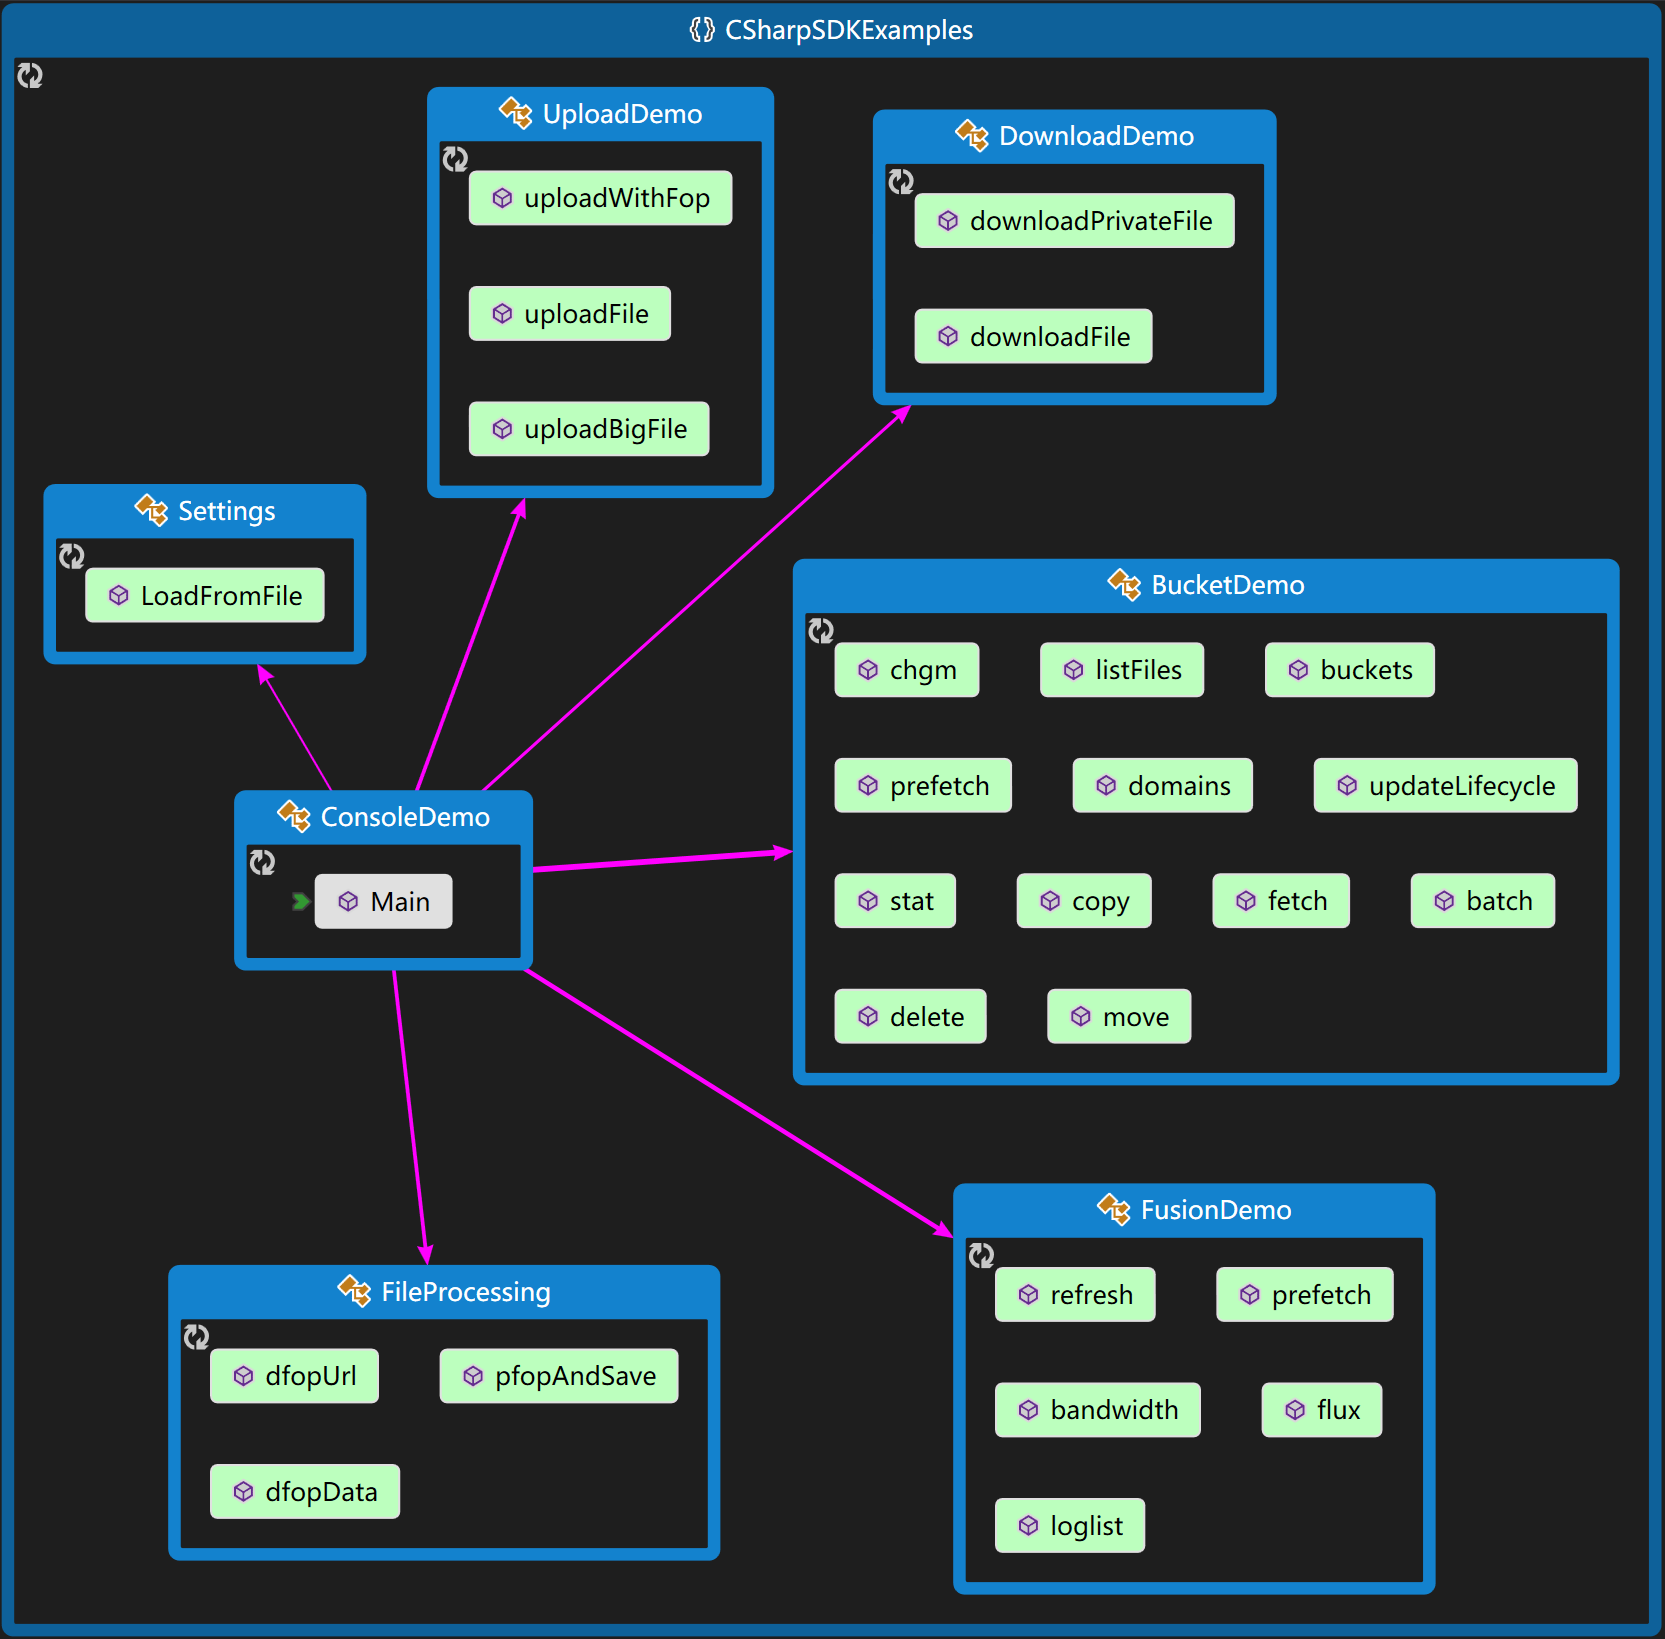 CSharpSDKExamples
UploadDemo
uploadWithFop
uploadFile
uploadBigFile
DownloadDemo
downloadPrivateFile
downloadFile
Settings
LoadFromFile
BucketDemo
chgm listFiles buckets
prefetch domains updateLifecycle
stat copy fetch batch
delete move
ConsoleDemo
Main
FusionDemo
refresh prefetch
bandwidth flux
loglist
FileProcessing
dfopUrl pfopAndSave
dfopData